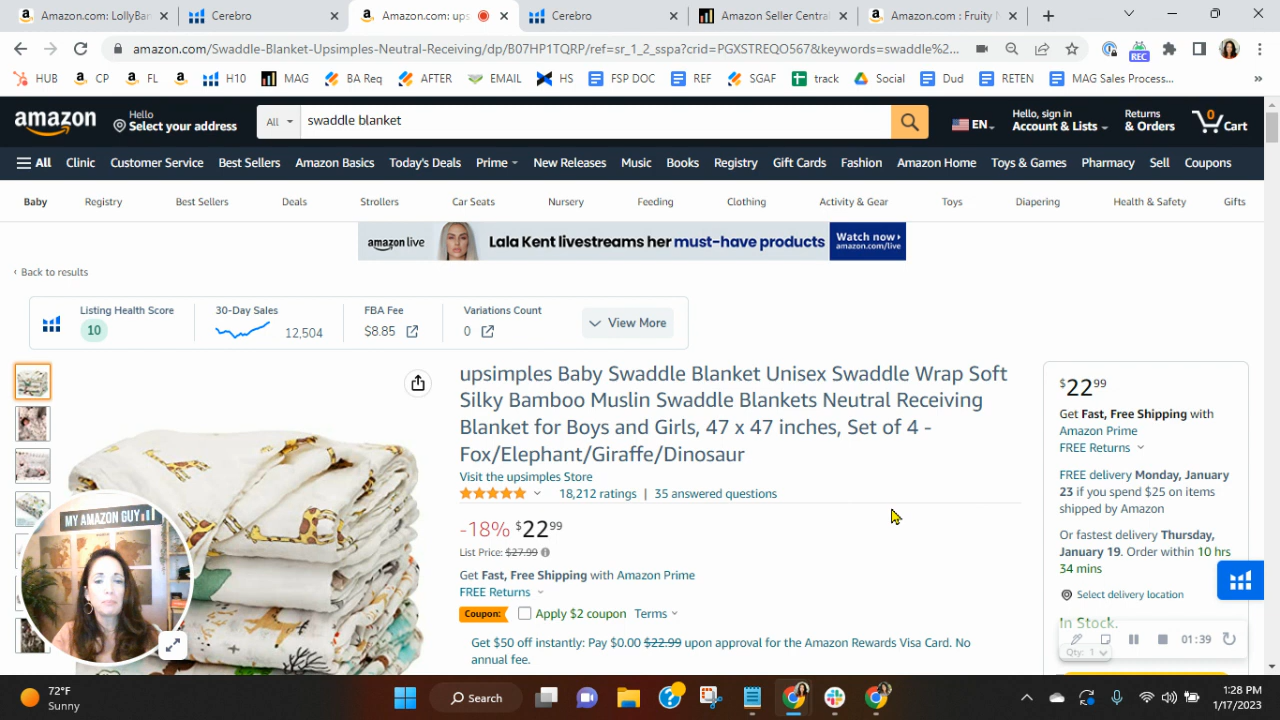 Amazon.com: LollyBan
Cerebro
Amazon.com: ups
Cerebro
Amazon Seller Central
Amazon.com : Fruity N
amazon.com/Swaddle-Blanket-Upsimples-Neutral-Receiving/dp/B07HP1TQRP/ref=sr_1_2_sspa?crid=PGXSTREQO567&keywords=swaddle%2...
REC
HUB
CP
FL
H10
MAG
BA Req
AFTER
EMAIL
HS
FSP DOC
REF
SGAF
track
Social
Dud
RETEN
MAG Sales Process...
amazon
Hello
Select your address
All
swaddle blanket
EN
Hello, sign in
Account & Lists
Returns
& Orders
0
Cart
All
Clinic
Customer Service
Best Sellers
Amazon Basics
Today's Deals
Prime
New Releases
Music
Books
Registry
Gift Cards
Fashion
Amazon Home
Toys & Games
Pharmacy
Sell
Coupons
Baby
Registry
Best Sellers
Deals
Strollers
Car Seats
Nursery
Feeding
Clothing
Activity & Gear
Toys
Diapering
Health & Safety
Gifts
amazon live
Lala Kent livestreams her must-have products
Watch now
amazon.com/live
‹ Back to results
Listing Health Score
10
30-Day Sales
12,504
FBA Fee
$8.85
Variations Count
0
View More
upsimples Baby Swaddle Blanket Unisex Swaddle Wrap Soft
Silky Bamboo Muslin Swaddle Blankets Neutral Receiving
Blanket for Boys and Girls, 47 x 47 inches, Set of 4 -
Fox/Elephant/Giraffe/Dinosaur
Visit the upsimples Store
18,212 ratings | 35 answered questions
-18% $22 99
List Price: $27.99
Get Fast, Free Shipping with Amazon Prime
FREE Returns
Coupon: Apply $2 coupon Terms
Get $50 off instantly: Pay $0.00 $22.99 upon approval for the Amazon Rewards Visa Card. No
annual fee.
$22 99
Get Fast, Free Shipping with
Amazon Prime
FREE Returns
FREE delivery Monday, January
23 if you spend $25 on items
shipped by Amazon
Or fastest delivery Thursday,
January 19. Order within 10 hrs
34 mins
Select delivery location
In Stock.
01:39
Qty: 1
MY AMAZON GUY
72°F
Sunny
Search
1:28 PM
1/17/2023